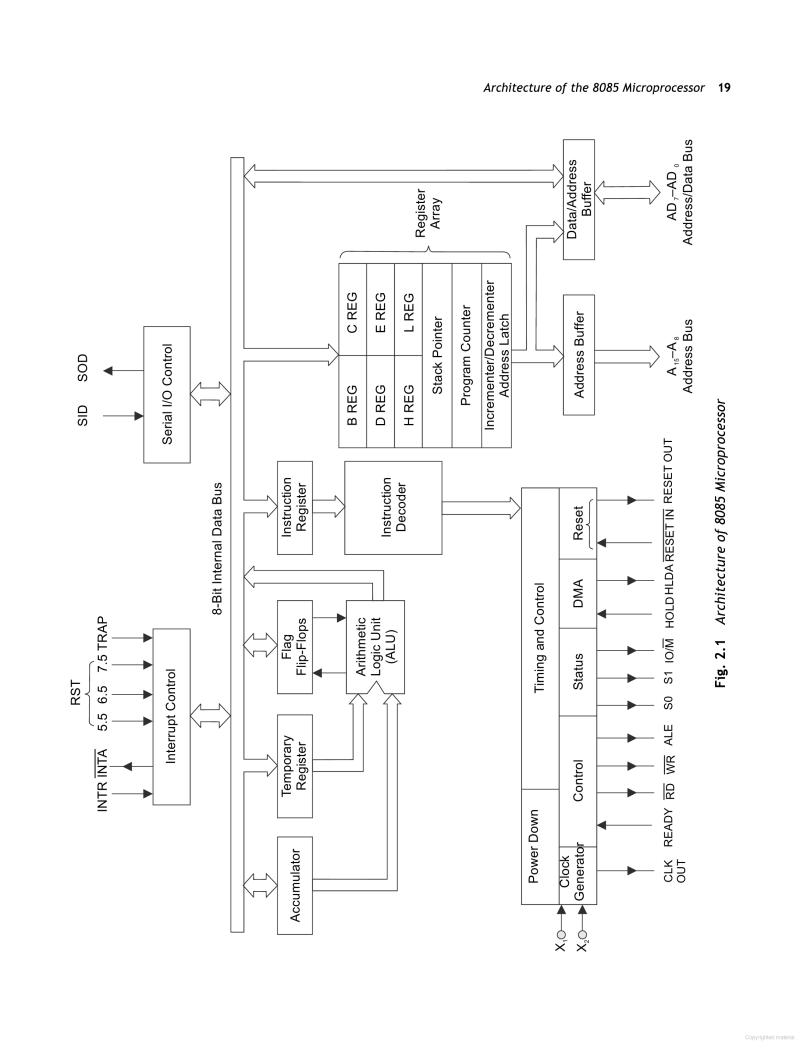 Architecture of the 8085 Microprocessor 19
RST
INTR INTA 5.5 6.5 7.5 TRAP
SID SOD
Interrupt Control
Serial I/O Control
8-Bit Internal Data Bus
Accumulator
Temporary
Register
Flag
Flip-Flops
Instruction
Register
Arithmetic
Logic Unit
(ALU)
Instruction
Decoder
B REG C REG
D REG E REG
H REG L REG
Stack Pointer
Program Counter
Incrementer/Decrementer
Address Latch
Register
Array
Power Down
Timing and Control
X1
X2
Clock
Generator
Control
Status
DMA
Reset
Address Buffer
Data/Address
Buffer
CLK
OUT
READY RD WR ALE S0 S1 IO/M HOLD HLDA RESET IN RESET OUT
A15–A8
Address Bus
AD7–AD0
Address/Data Bus
Fig. 2.1 Architecture of 8085 Microprocessor
Copyrighted material